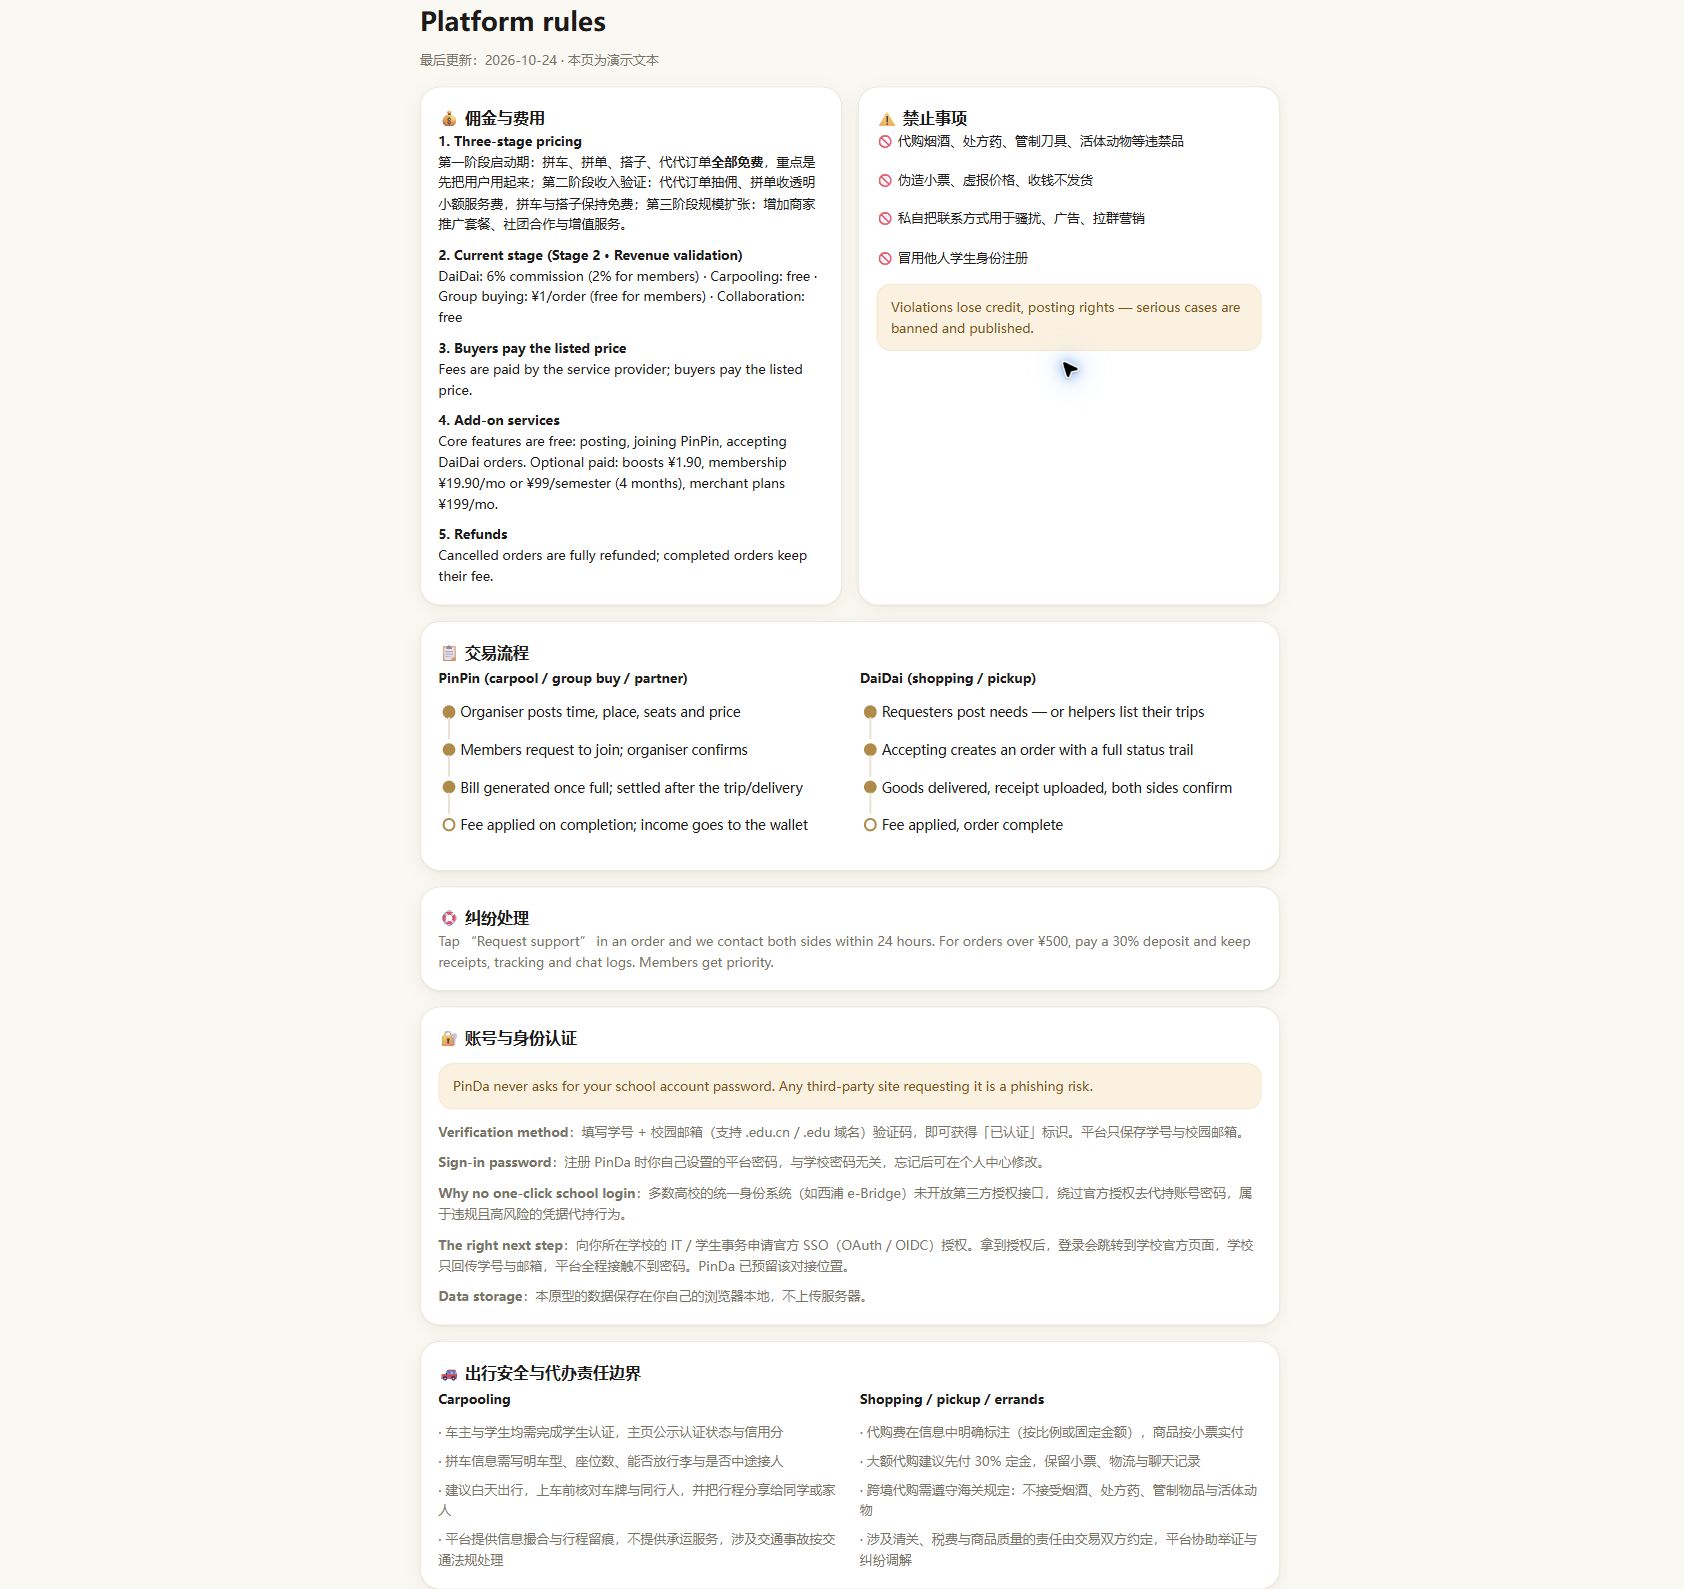 Platform rules
最后更新：2026-10-24 · 本页为演示文本
佣金与费用
1. Three-stage pricing
第一阶段启动期：拼车、拼单、搭子、代代订单全部免费，重点是
先把用户用起来；第二阶段收入验证：代代订单抽佣、拼单收透明
小额服务费，拼车与搭子保持免费；第三阶段规模扩张：增加商家
推广套餐、社团合作与增值服务。
2. Current stage (Stage 2 • Revenue validation)
DaiDai: 6% commission (2% for members) · Carpooling: free ·
Group buying: ¥1/order (free for members) · Collaboration:
free
3. Buyers pay the listed price
Fees are paid by the service provider; buyers pay the listed
price.
4. Add-on services
Core features are free: posting, joining PinPin, accepting
DaiDai orders. Optional paid: boosts ¥1.90, membership
¥19.90/mo or ¥99/semester (4 months), merchant plans
¥199/mo.
5. Refunds
Cancelled orders are fully refunded; completed orders keep
their fee.
禁止事项
代购烟酒、处方药、管制刀具、活体动物等违禁品
伪造小票、虚报价格、收钱不发货
私自把联系方式用于骚扰、广告、拉群营销
冒用他人学生身份注册
Violations lose credit, posting rights — serious cases are
banned and published.
交易流程
PinPin (carpool / group buy / partner)
Organiser posts time, place, seats and price
Members request to join; organiser confirms
Bill generated once full; settled after the trip/delivery
Fee applied on completion; income goes to the wallet
DaiDai (shopping / pickup)
Requesters post needs — or helpers list their trips
Accepting creates an order with a full status trail
Goods delivered, receipt uploaded, both sides confirm
Fee applied, order complete
纠纷处理
Tap “Request support” in an order and we contact both sides within 24 hours. For orders over ¥500, pay a 30% deposit and keep
receipts, tracking and chat logs. Members get priority.
账号与身份认证
PinDa never asks for your school account password. Any third-party site requesting it is a phishing risk.
Verification method：填写学号 + 校园邮箱（支持 .edu.cn / .edu 域名）验证码，即可获得「已认证」标识。平台只保存学号与校园邮箱。
Sign-in password：注册 PinDa 时你自己设置的平台密码，与学校密码无关，忘记后可在个人中心修改。
Why no one-click school login：多数高校的统一身份系统（如西浦 e-Bridge）未开放第三方授权接口，绕过官方授权去代持账号密码，属
于违规且高风险的凭据代持行为。
The right next step：向你所在学校的 IT / 学生事务申请官方 SSO（OAuth / OIDC）授权。拿到授权后，登录会跳转到学校官方页面，学校
只回传学号与邮箱，平台全程接触不到密码。PinDa 已预留该对接位置。
Data storage：本原型的数据保存在你自己的浏览器本地，不上传服务器。
出行安全与代办责任边界
Carpooling
· 车主与学生均需完成学生认证，主页公示认证状态与信用分
· 拼车信息需写明车型、座位数、能否放行李与是否中途接人
· 建议白天出行，上车前核对车牌与同行人，并把行程分享给同学或家
人
· 平台提供信息撮合与行程留痕，不提供承运服务，涉及交通事故按交
通法规处理
Shopping / pickup / errands
· 代购费在信息中明确标注（按比例或固定金额），商品按小票实付
· 大额代购建议先付 30% 定金，保留小票、物流与聊天记录
· 跨境代购需遵守海关规定：不接受烟酒、处方药、管制物品与活体动
物
· 涉及清关、税费与商品质量的责任由交易双方约定，平台协助举证与
纠纷调解